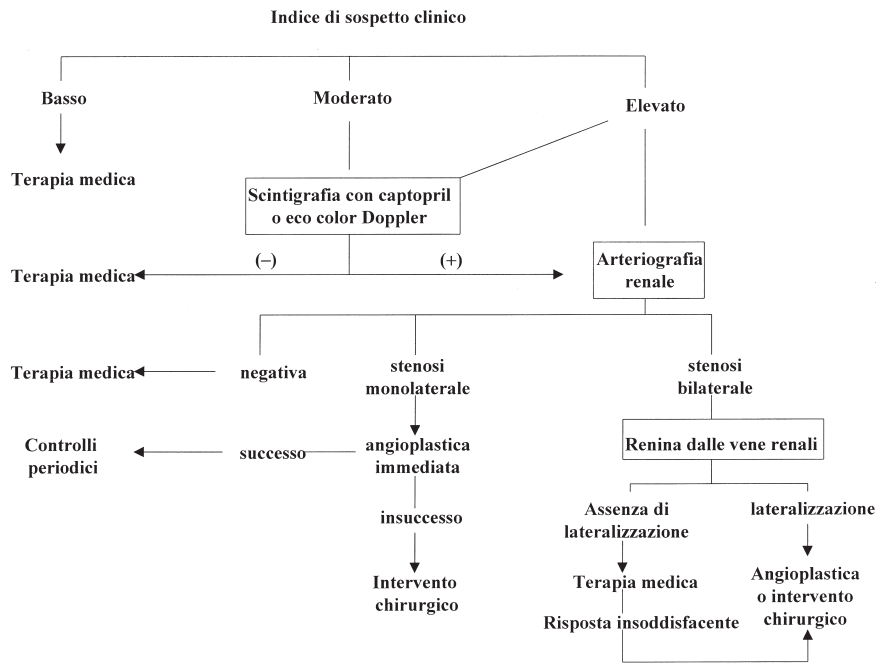 Indice di sospetto clinico
Basso
Moderato
Elevato
Terapia medica
Scintigrafia con captopril
o eco color Doppler
(–)
(+)
Terapia medica
Arteriografia
renale
Terapia medica
negativa
stenosi
monolaterale
stenosi
bilaterale
Controlli
periodici
successo
angioplastica
immediata
Renina dalle vene renali
insuccesso
Assenza di
lateralizzazione
lateralizzazione
Intervento
chirurgico
Terapia medica
Angioplastica
o intervento
chirurgico
Risposta insoddisfacente